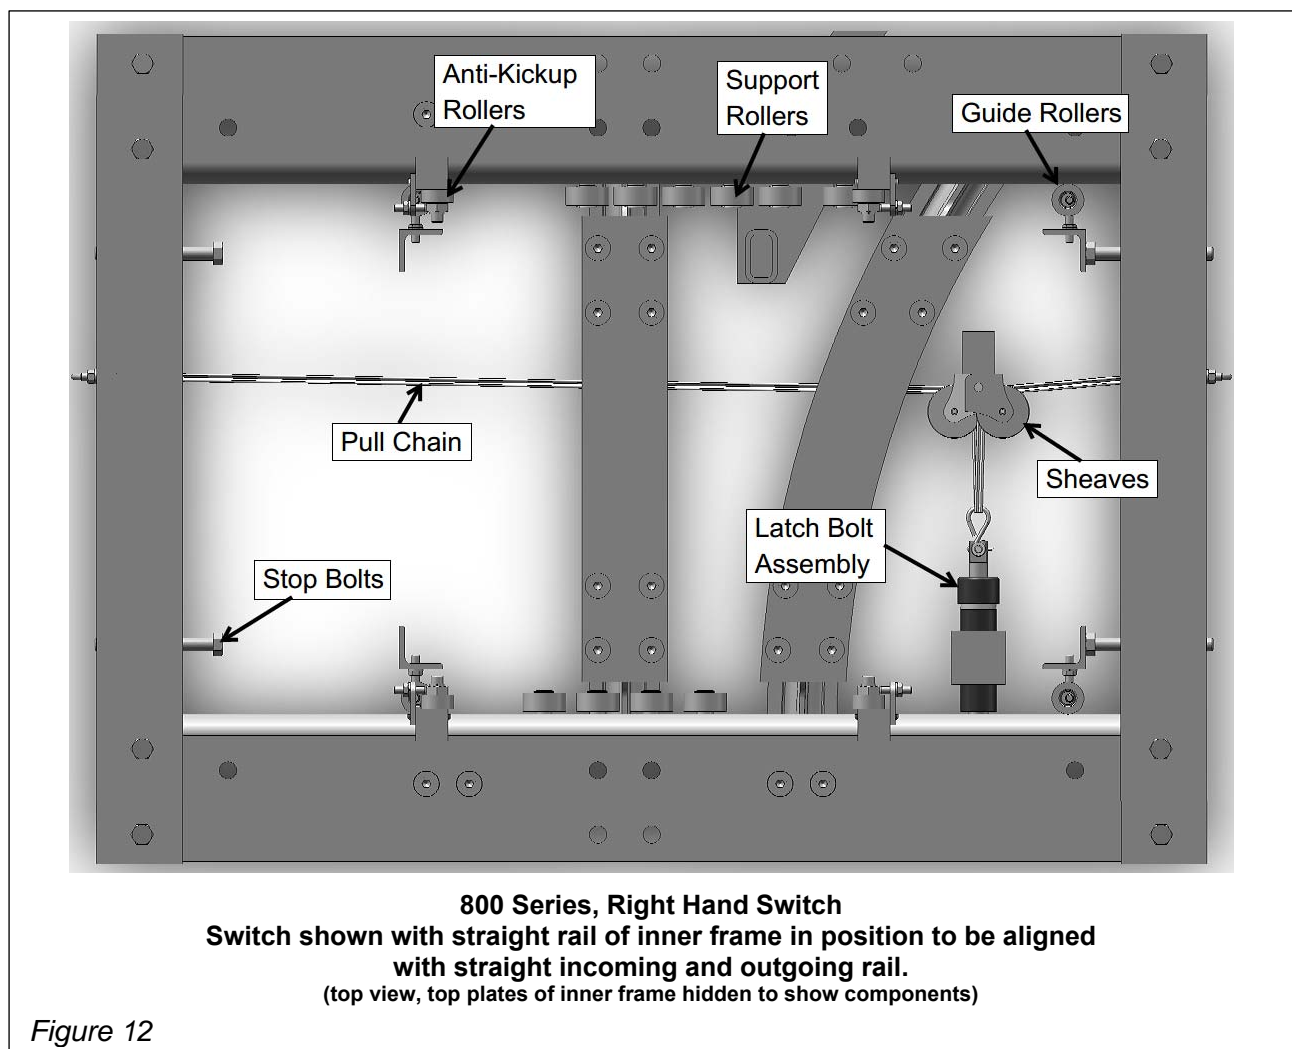 Anti-Kickup
Rollers
Support
Rollers
Guide Rollers
Pull Chain
Sheaves
Latch Bolt
Assembly
Stop Bolts
800 Series, Right Hand Switch
Switch shown with straight rail of inner frame in position to be aligned
with straight incoming and outgoing rail.
(top view, top plates of inner frame hidden to show components)
Figure 12